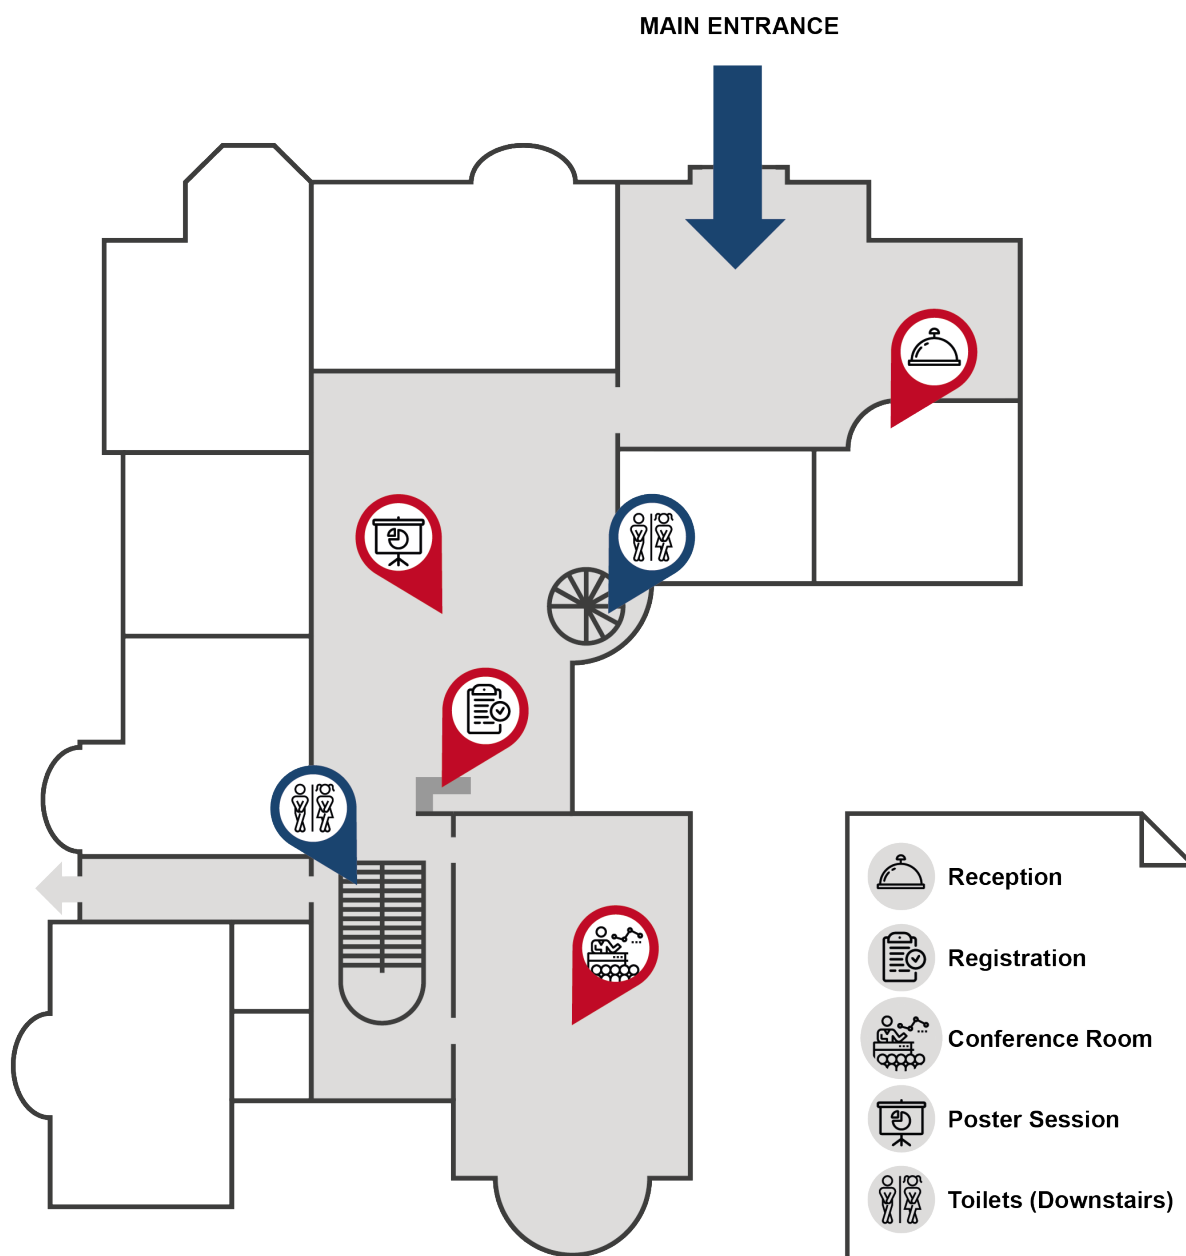 MAIN ENTRANCE
Reception
Registration
Conference Room
Poster Session
Toilets (Downstairs)